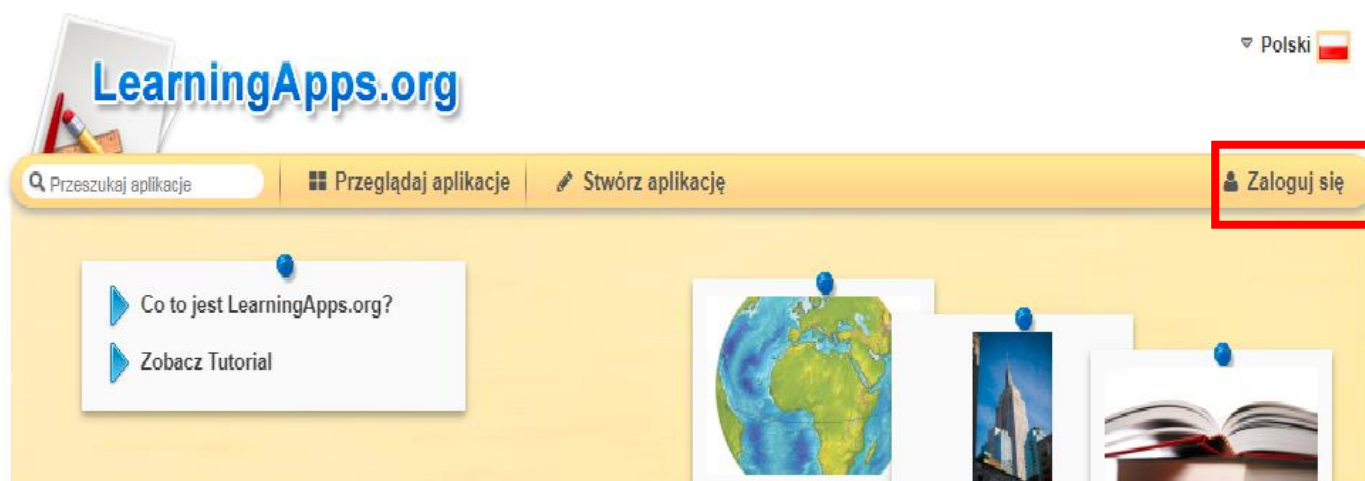 Polski
LearningApps.org
Przeszukaj aplikacje
Przeglądaj aplikacje
Stwórz aplikację
Zaloguj się
Co to jest LearningApps.org?
Zobacz Tutorial